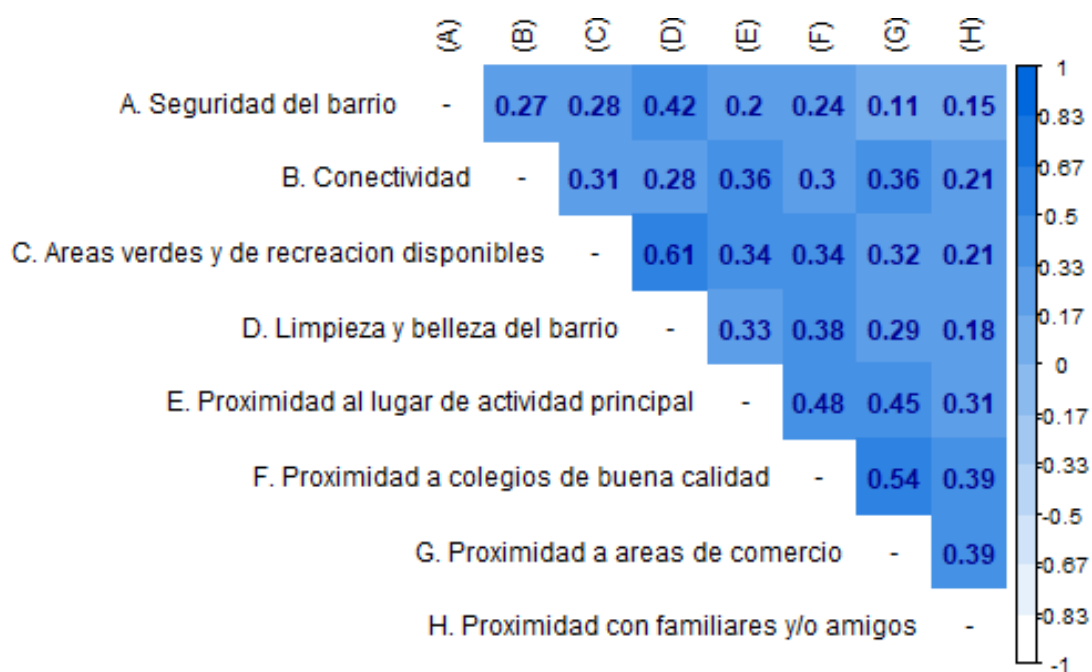 (A) (B) (C) (D) (E) (F) (G) (H)
A. Seguridad del barrio - 0.27 0.28 0.42 0.2 0.24 0.11 0.15
B. Conectividad - 0.31 0.28 0.36 0.3 0.36 0.21
C. Areas verdes y de recreacion disponibles - 0.61 0.34 0.34 0.32 0.21
D. Limpieza y belleza del barrio - 0.33 0.38 0.29 0.18
E. Proximidad al lugar de actividad principal - 0.48 0.45 0.31
F. Proximidad a colegios de buena calidad - 0.54 0.39
G. Proximidad a areas de comercio - 0.39
H. Proximidad con familiares y/o amigos -
1
0.83
0.67
0.5
0.33
0.17
0
-0.17
-0.33
-0.5
-0.67
-0.83
-1